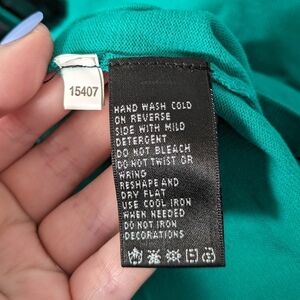 15407
HAND WASH COLD
ON REVERSE
SIDE WITH MILD
DETERGENT
DO NOT BLEACH
DO NOT TWIST OR
WRING
RESHAPE AND
DRY FLAT
USE COOL IRON
WHEN NEEDED
DO NOT IRON
DECORATIONS